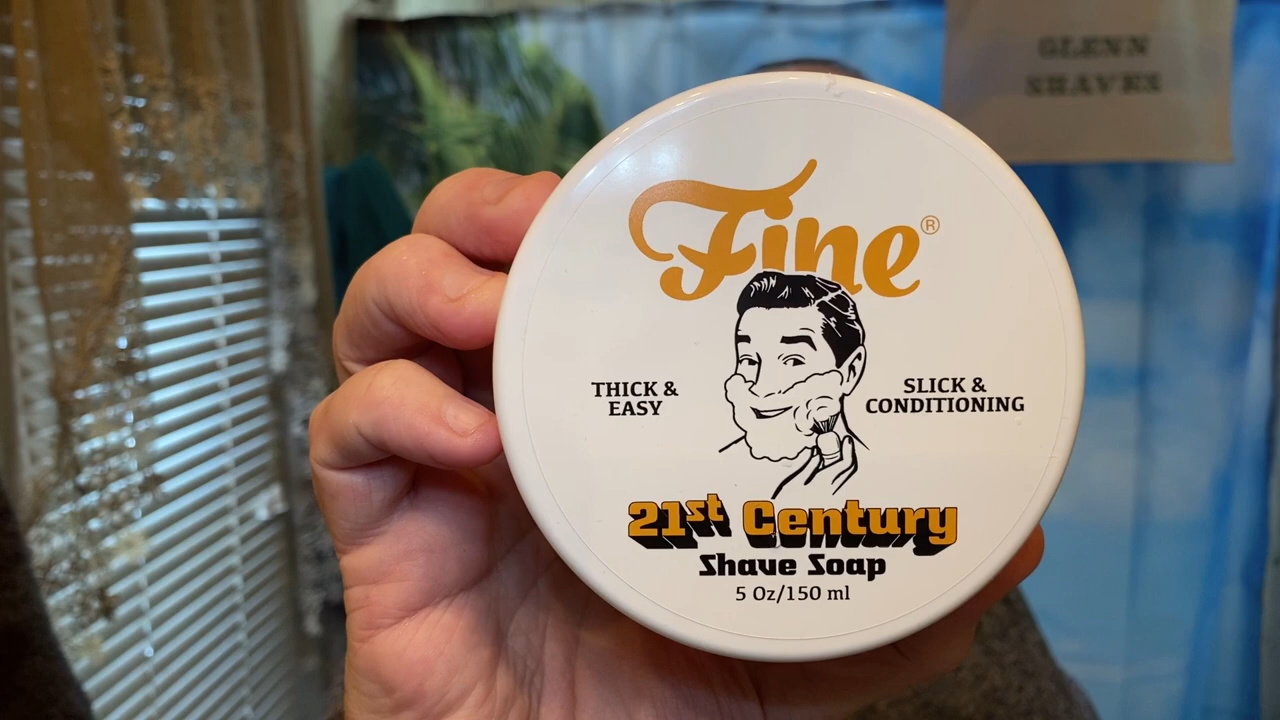 GLENN
SHAVES
Fine®
THICK &
EASY
SLICK &
CONDITIONING
21st Century
Shave Soap
5 Oz/150 ml